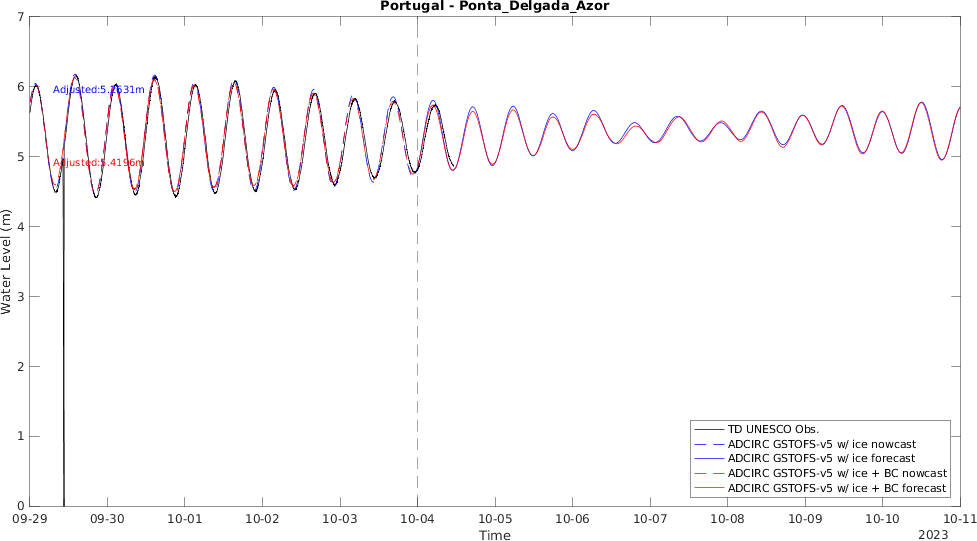 Portugal - Ponta_Delgada_Azor
7
6
5
4
3
2
1
0
Water Level (m)
Adjusted:5.2631m
Adjusted:5.4196m
TD UNESCO Obs.
ADCIRC GSTOFS-v5 w/ ice nowcast
ADCIRC GSTOFS-v5 w/ ice forecast
ADCIRC GSTOFS-v5 w/ ice + BC nowcast
ADCIRC GSTOFS-v5 w/ ice + BC forecast
09-29 09-30 10-01 10-02 10-03 10-04 10-05 10-06 10-07 10-08 10-09 10-10 10-11
Time
2023